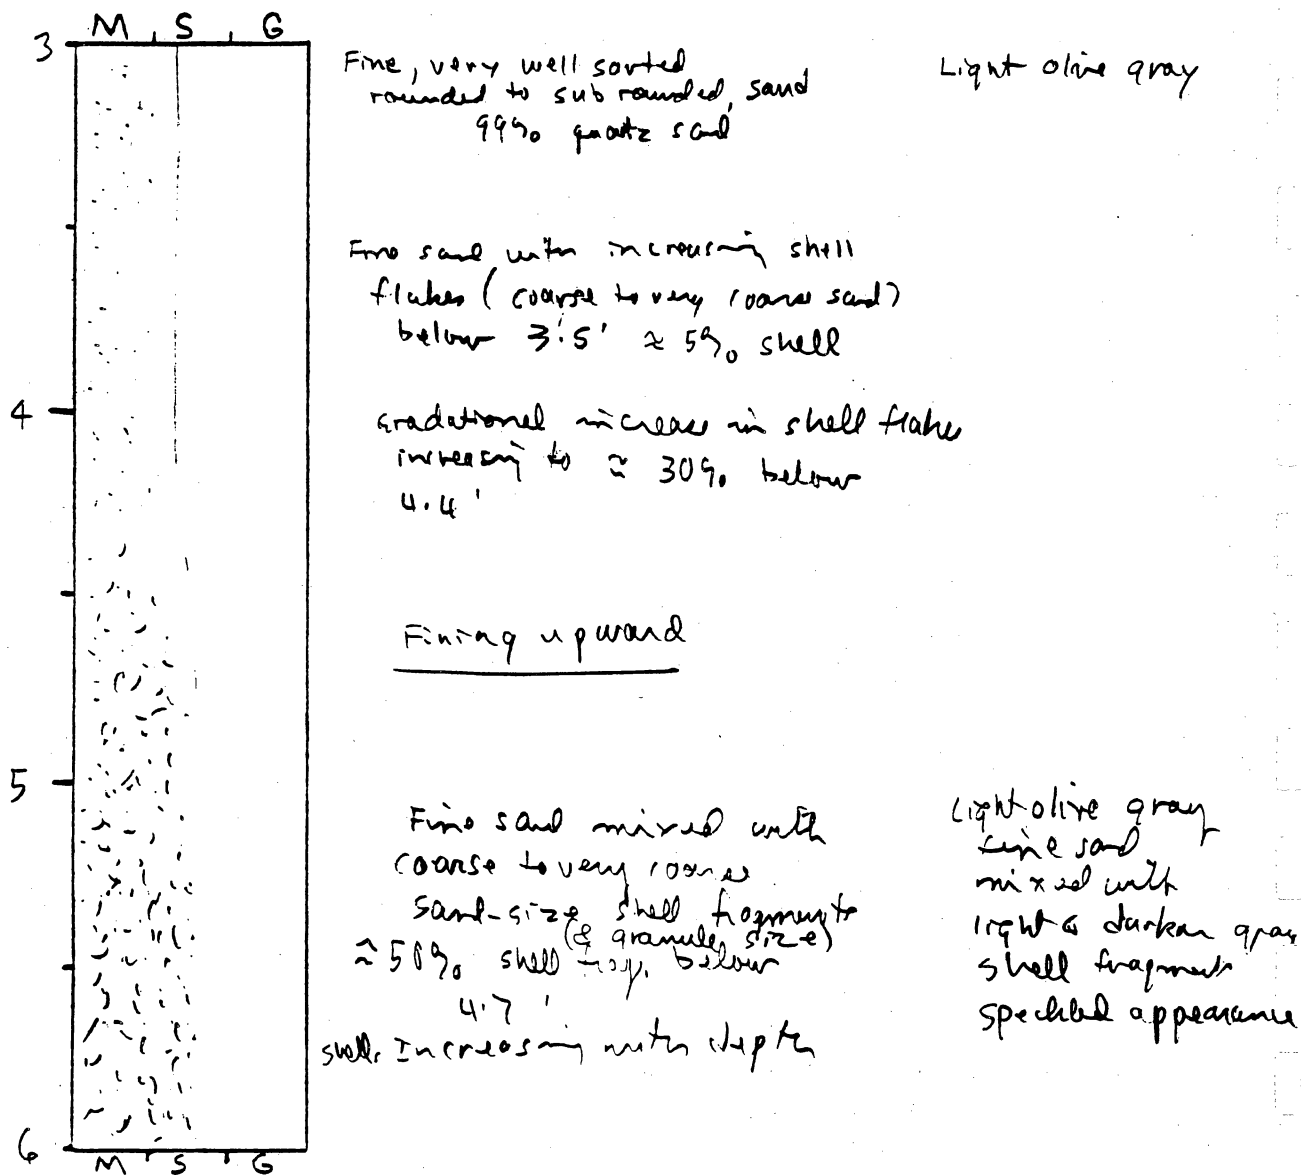 M S G
3
Fine, very well sorted
rounded to subrounded, sand
99% quartz sand
Light olive gray
Fine sand with increasing shell
flakes (coarse to very coarse sand)
below 3.5' ≈ 5% shell
4
gradational increase in shell flakes
increasing to ≈ 30% below
4.4'
Fining upward
5
Fine sand mixed with
coarse to very coarse
sand-size shell fragments
(& granule size)
≈50% shell frag. below
4.7'
shells Increasing with depth
Light olive gray
fine sand
mixed with
light & darker gray
shell fragments
speckled appearance
6
M S G